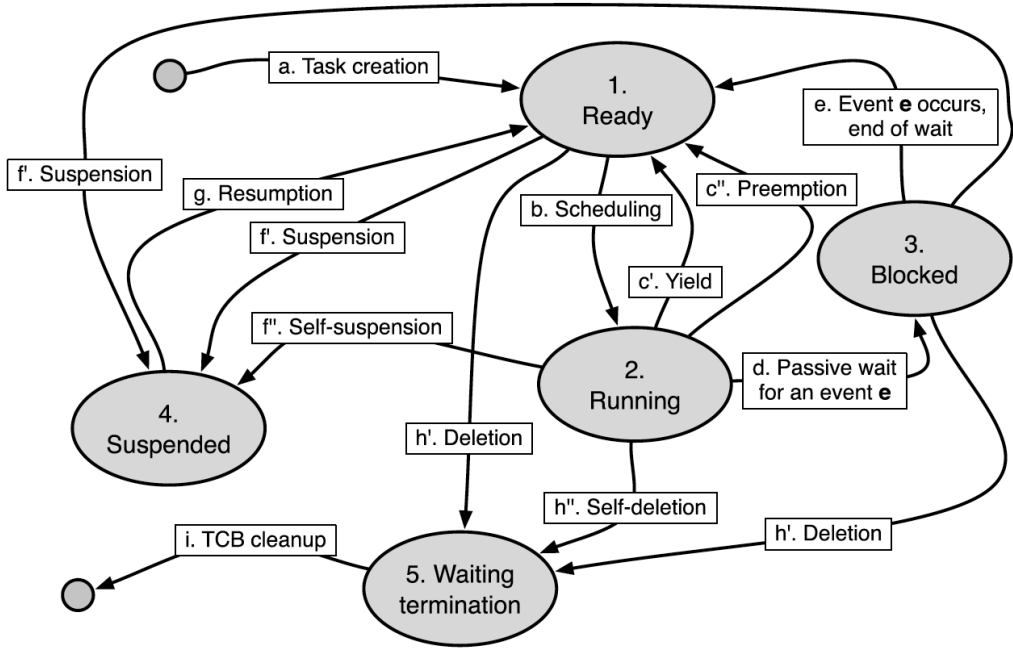 a. Task creation
1.
Ready
e. Event e occurs,
end of wait
f'. Suspension
g. Resumption
c''. Preemption
b. Scheduling
f'. Suspension
3.
Blocked
c'. Yield
f''. Self-suspension
2.
Running
d. Passive wait
for an event e
4.
Suspended
h'. Deletion
h''. Self-deletion
h'. Deletion
i. TCB cleanup
5. Waiting
termination